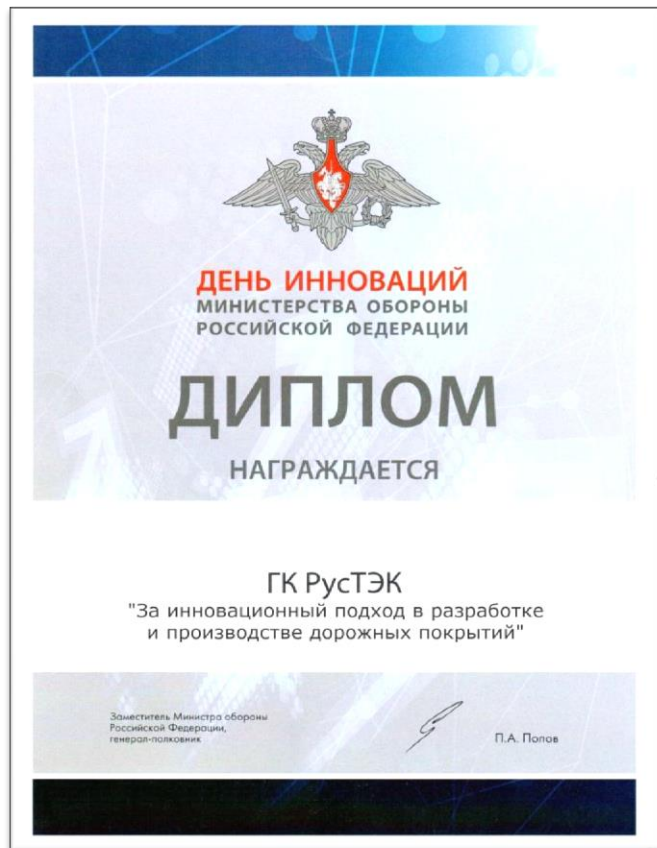 ДЕНЬ ИННОВАЦИЙ
МИНИСТЕРСТВА ОБОРОНЫ
РОССИЙСКОЙ ФЕДЕРАЦИИ
ДИПЛОМ
НАГРАЖДАЕТСЯ
ГК РусТЭК
"За инновационный подход в разработке
и производстве дорожных покрытий"
Заместитель Министра обороны
Российской Федерации,
генерал-полковник
П.А. Попов